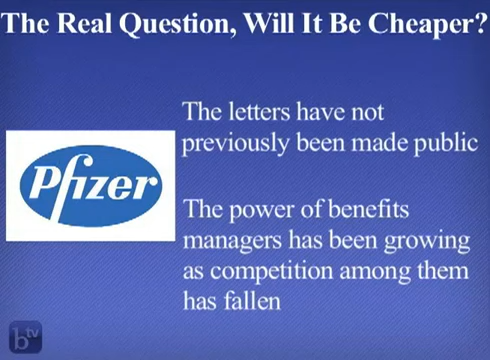 The Real Question, Will It Be Cheaper?
The letters have not
previously been made public
Pfizer
The power of benefits
managers has been growing
as competition among them
has fallen
btv